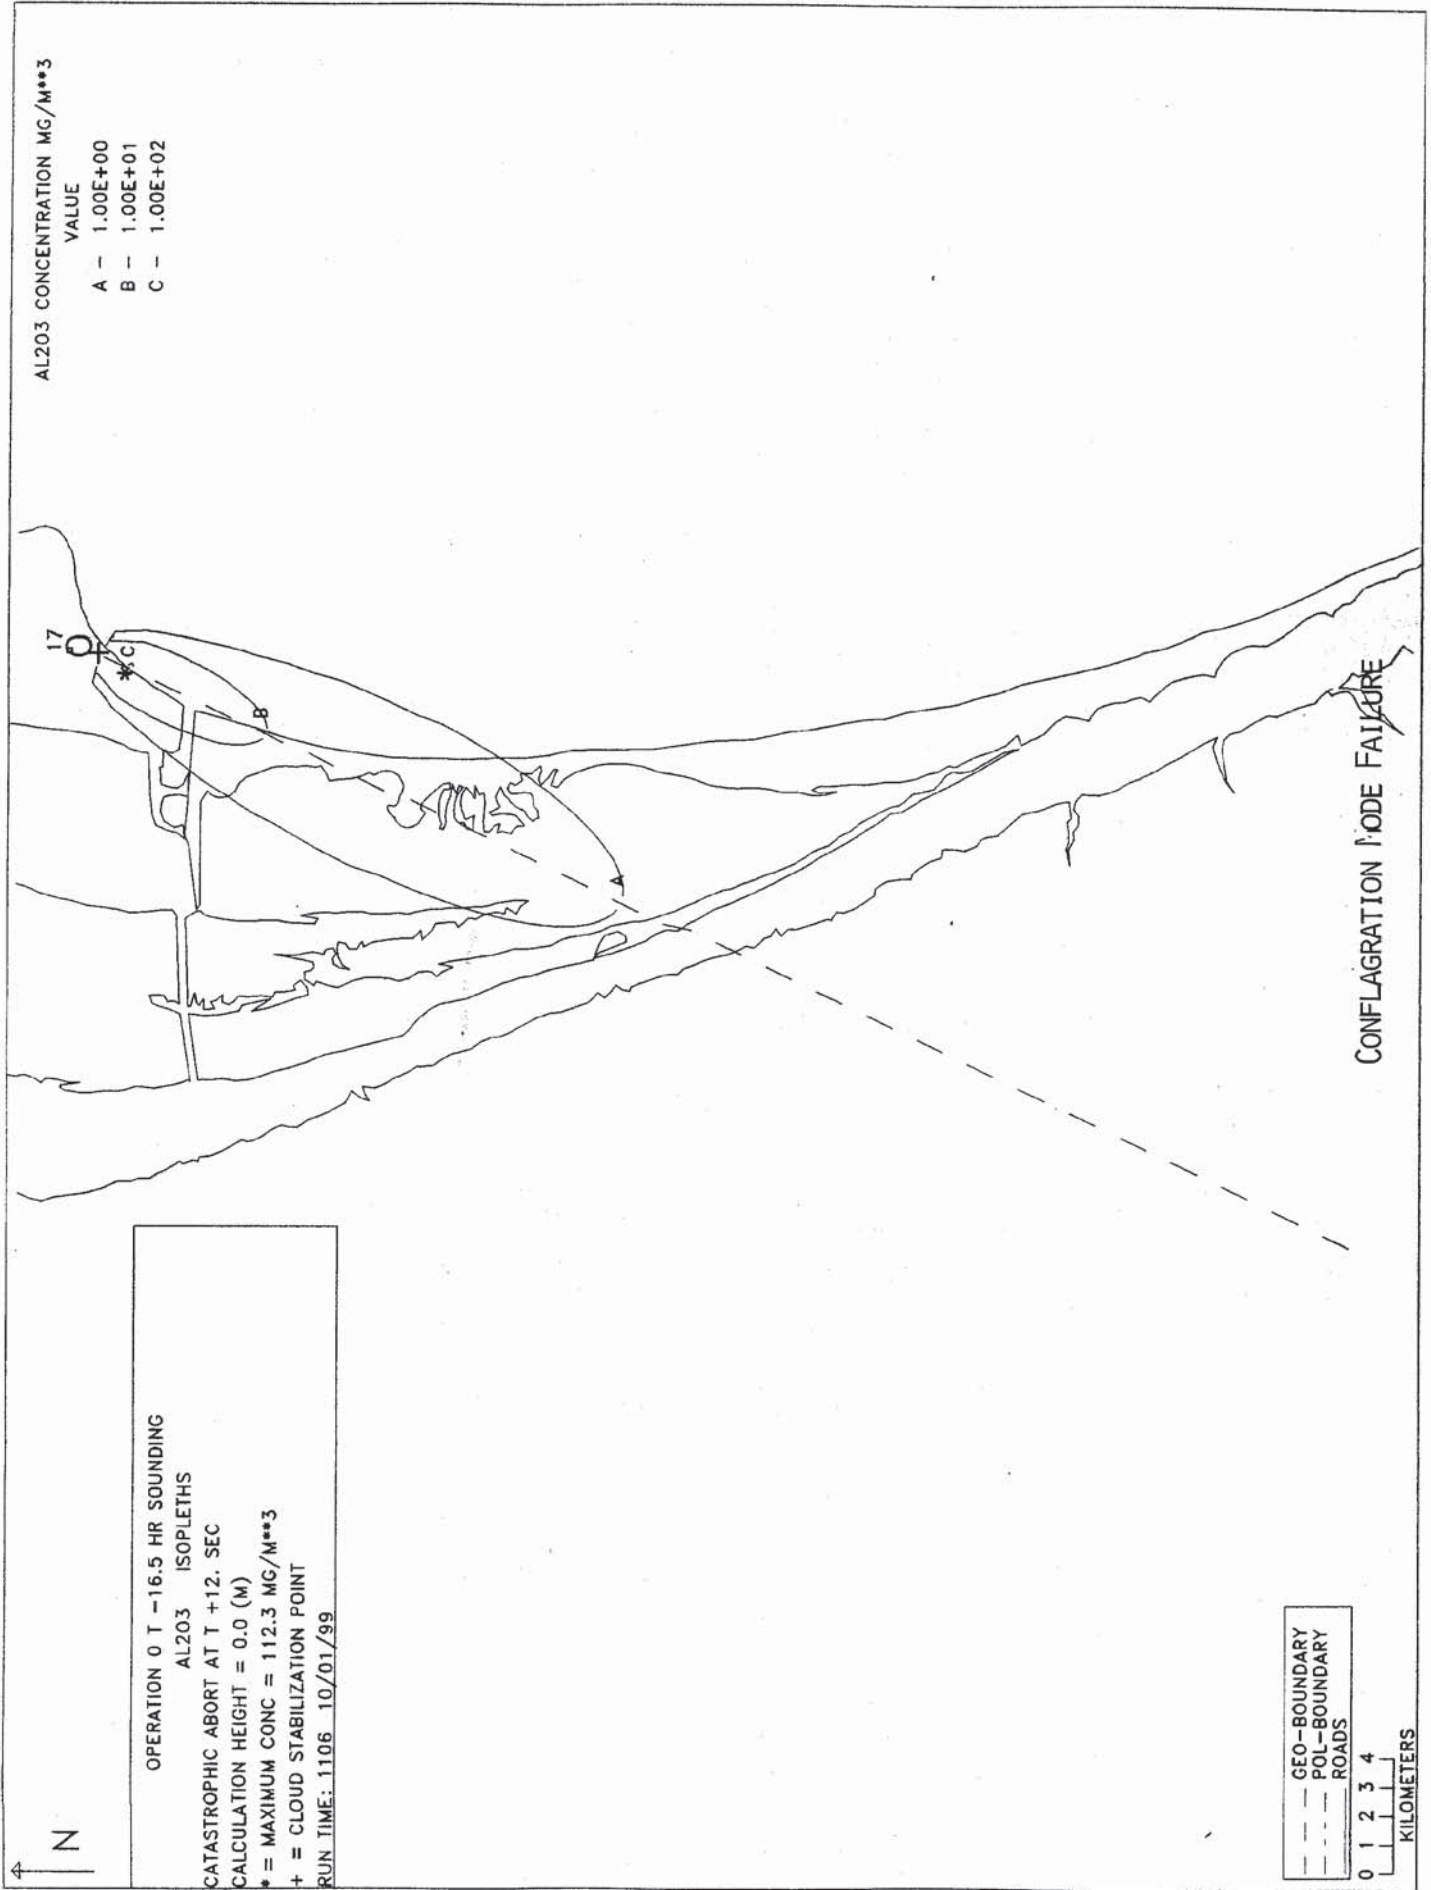 N
OPERATION 0 T -16.5 HR SOUNDING
AL2O3 ISOPLETHS
CATASTROPHIC ABORT AT T +12. SEC
CALCULATION HEIGHT = 0.0 (M)
* = MAXIMUM CONC = 112.3 MG/M**3
+ = CLOUD STABILIZATION POINT
RUN TIME: 1106 10/01/99
AL2O3 CONCENTRATION MG/M**3
VALUE
A - 1.00E+00
B - 1.00E+01
C - 1.00E+02
17
C
B
A
GEO-BOUNDARY
POL-BOUNDARY
ROADS
0 1 2 3 4
KILOMETERS
CONFLAGRATION MODE FAILURE